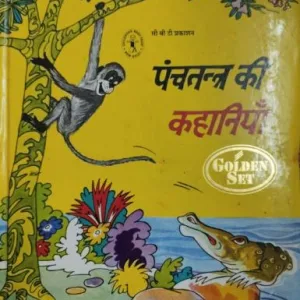 सी बी टी प्रकाशन
पंचतन्त्र की
कहानियाँ
GOLDEN
SET